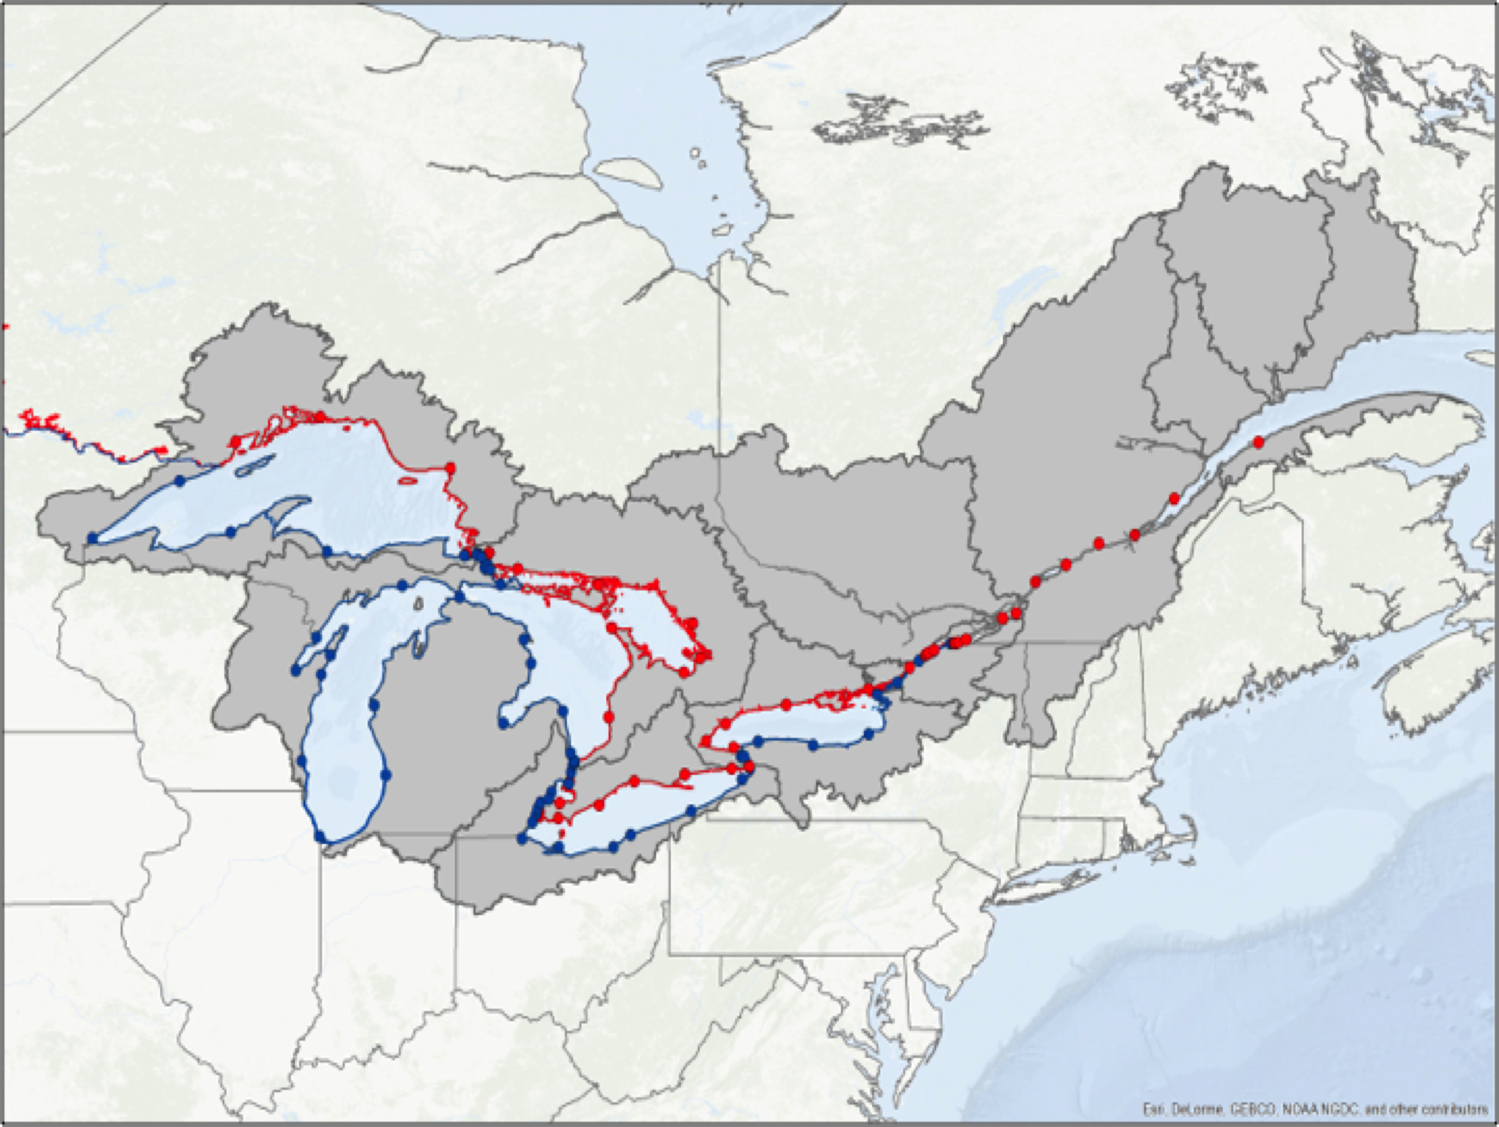 Esri, DeLorme, GEBCO, NOAA NGDC, and other contributors